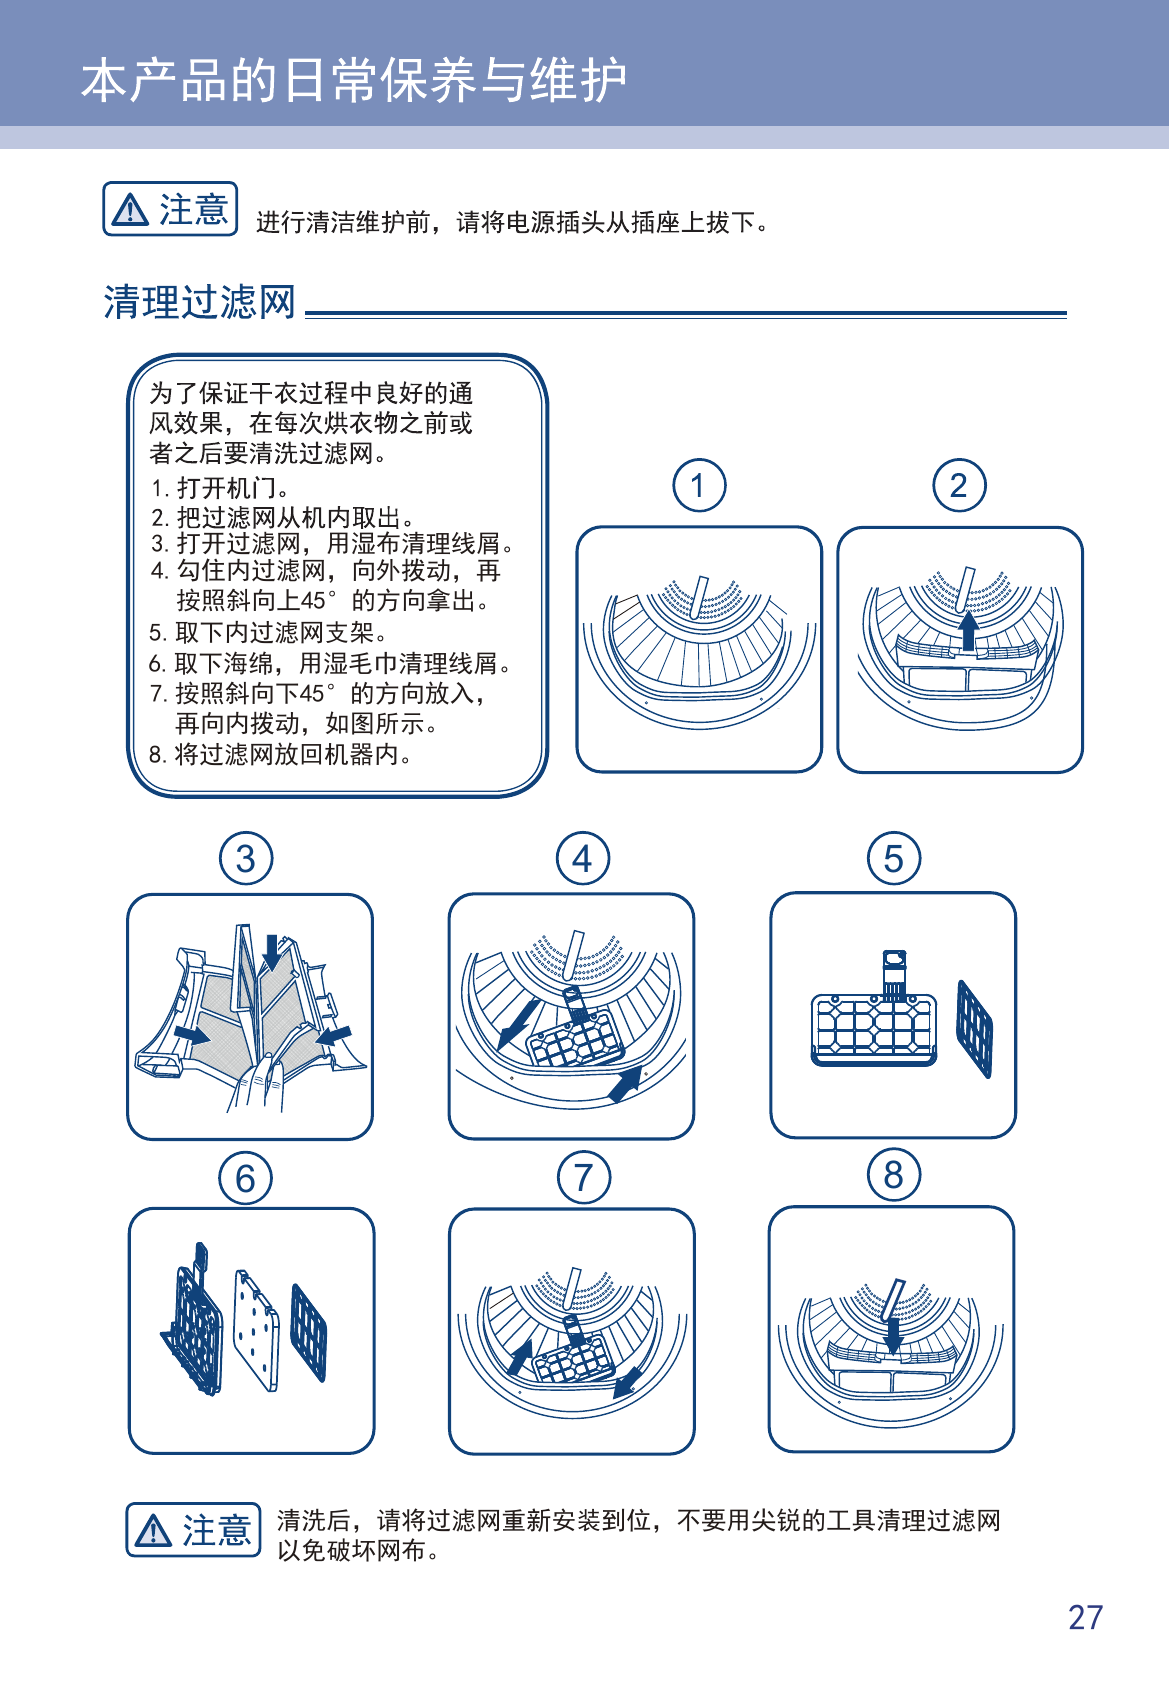 本产品的日常保养与维护
注意
进行清洁维护前，请将电源插头从插座上拔下。
清理过滤网
为了保证干衣过程中良好的通
风效果，在每次烘衣物之前或
者之后要清洗过滤网。
1.打开机门。
2.把过滤网从机内取出。
3.打开过滤网，用湿布清理线屑。
4.勾住内过滤网，向外拨动，再
按照斜向上45°的方向拿出。
5.取下内过滤网支架。
6.取下海绵，用湿毛巾清理线屑。
7.按照斜向下45°的方向放入，
再向内拨动，如图所示。
8.将过滤网放回机器内。
1
2
3
4
5
6
7
8
注意
清洗后，请将过滤网重新安装到位，不要用尖锐的工具清理过滤网
以免破坏网布。
27